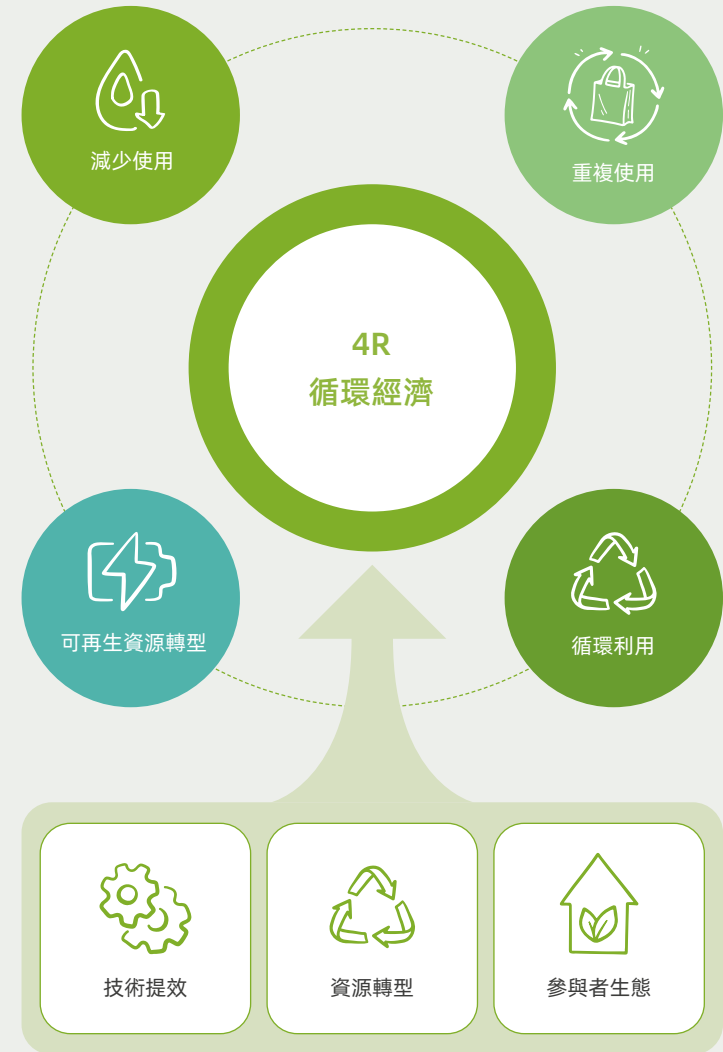 減少使用
重複使用
4R
循環經濟
可再生資源轉型
循環利用
技術提效
資源轉型
參與者生態